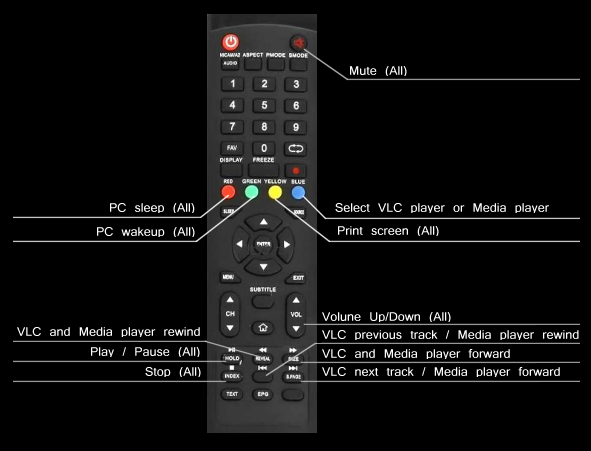 NICAM/A2 ASPECT PMODE SMODE
AUDIO
Mute (All)
1 2 3
4 5 6
7 8 9
FAV 0
DISPLAY FREEZE
RED GREEN YELLOW BLUE
PC sleep (All)
Select VLC player or Media player
SLEEP
PC wakeup (All)
Print screen (All)
ENTER
MENU EXIT
SUBTITLE
CH VOL
Volune Up/Down (All)
VLC and Media player rewind
VLC previous track / Media player rewind
Play / Pause (All)
HOLD REVEAL SIZE
VLC and Media player forward
Stop (All)
INDEX S.PAGE
VLC next track / Media player forward
TEXT EPG